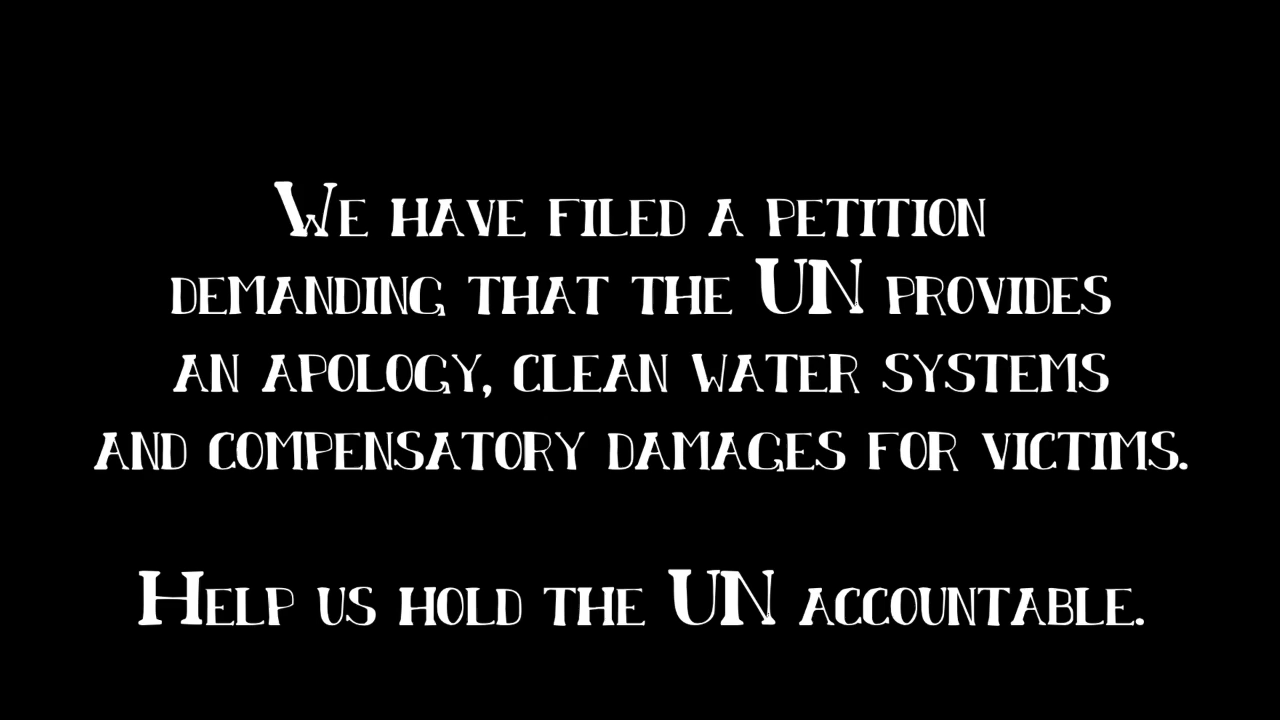 We have filed a petition
demanding that the UN provides
an apology, clean water systems
and compensatory damages for victims.
Help us hold the UN accountable.